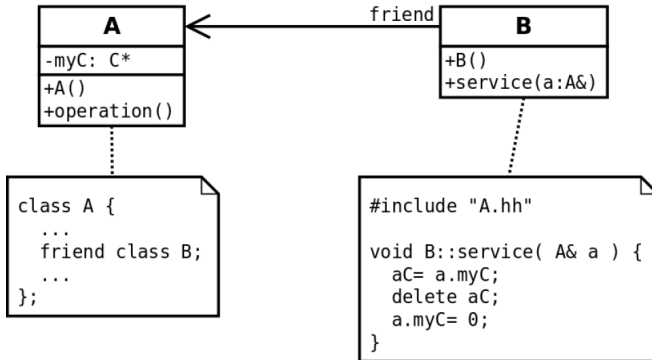 A
-myC: C*
+A()
+operation()
friend
B
+B()
+service(a:A&)
class A {
  ...
  friend class B;
  ...
};
#include "A.hh"

void B::service( A& a ) {
  aC= a.myC;
  delete aC;
  a.myC= 0;
}